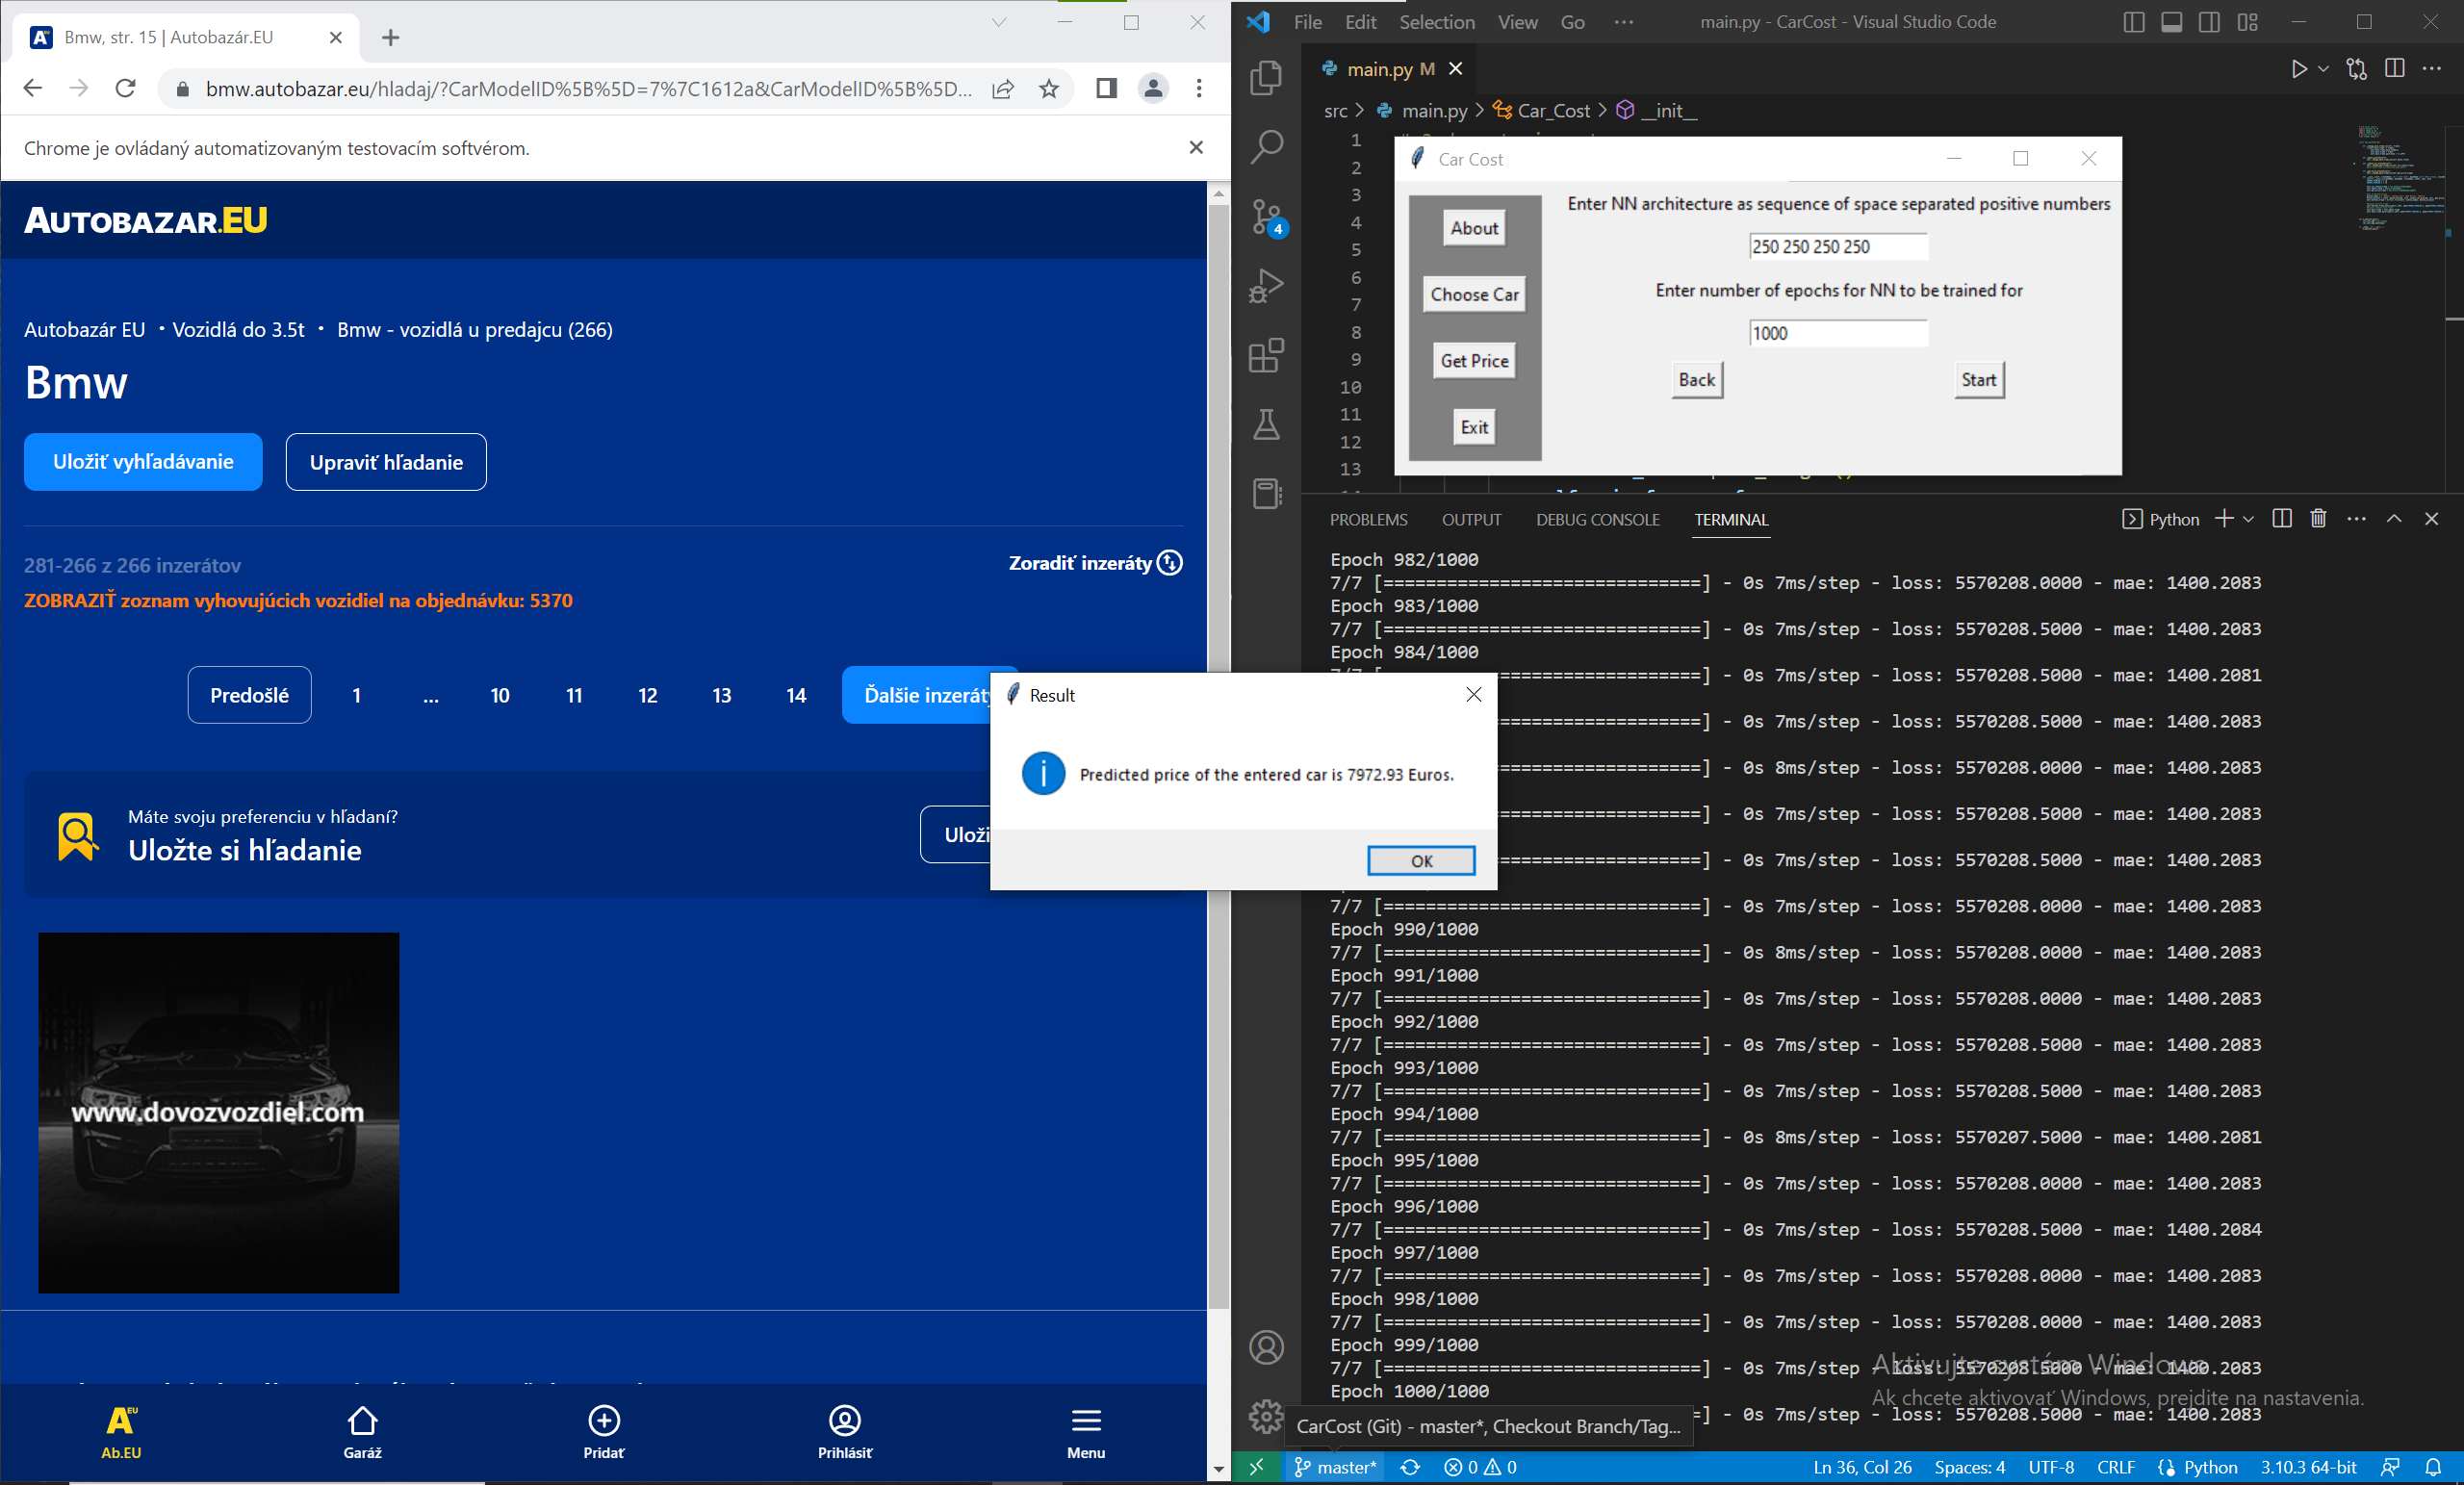 Bmw, str. 15 | Autobazár.EU
bmw.autobazar.eu/hladaj/?CarModelID%5B%5D=7%7C1612a&CarModelID%5B%5D...
Chrome je ovládaný automatizovaným testovacím softvérom.
AUTOBAZAR.EU
Autobazár EU • Vozidlá do 3.5t • Bmw - vozidlá u predajcu (266)
Bmw
Uložiť vyhľadávanie
Upraviť hľadanie
281-266 z 266 inzerátov
Zoradiť inzeráty
ZOBRAZIŤ zoznam vyhovujúcich vozidiel na objednávku: 5370
Predošlé 1 ... 10 11 12 13 14 Ďalšie inzeráty
Máte svoju preferenciu v hľadaní?
Uložte si hľadanie
Uloži
www.dovozvozdiel.com
Ab.EU
Garáž
Pridať
Prihlásiť
Menu
Result
Predicted price of the entered car is 7972.93 Euros.
OK
File Edit Selection View Go ··· main.py - CarCost - Visual Studio Code
main.py M
src > main.py > Car_Cost > __init__
1
2
3
4
5
6
7
8
9
10
11
12
13
4
Car Cost
About
Choose Car
Get Price
Exit
Enter NN architecture as sequence of space separated positive numbers
250 250 250 250
Enter number of epochs for NN to be trained for
1000
Back
Start
PROBLEMS OUTPUT DEBUG CONSOLE TERMINAL Python
Epoch 982/1000
7/7 [==============================] - 0s 7ms/step - loss: 5570208.0000 - mae: 1400.2083
Epoch 983/1000
7/7 [==============================] - 0s 7ms/step - loss: 5570208.5000 - mae: 1400.2083
Epoch 984/1000
===================] - 0s 7ms/step - loss: 5570208.5000 - mae: 1400.2081
===================] - 0s 7ms/step - loss: 5570208.5000 - mae: 1400.2083
===================] - 0s 8ms/step - loss: 5570208.0000 - mae: 1400.2083
===================] - 0s 7ms/step - loss: 5570208.5000 - mae: 1400.2083
===================] - 0s 7ms/step - loss: 5570208.5000 - mae: 1400.2083
7/7 [==============================] - 0s 7ms/step - loss: 5570208.0000 - mae: 1400.2083
Epoch 990/1000
7/7 [==============================] - 0s 8ms/step - loss: 5570208.5000 - mae: 1400.2083
Epoch 991/1000
7/7 [==============================] - 0s 7ms/step - loss: 5570208.0000 - mae: 1400.2083
Epoch 992/1000
7/7 [==============================] - 0s 7ms/step - loss: 5570208.5000 - mae: 1400.2083
Epoch 993/1000
7/7 [==============================] - 0s 7ms/step - loss: 5570208.5000 - mae: 1400.2083
Epoch 994/1000
7/7 [==============================] - 0s 8ms/step - loss: 5570207.5000 - mae: 1400.2081
Epoch 995/1000
7/7 [==============================] - 0s 7ms/step - loss: 5570208.0000 - mae: 1400.2083
Epoch 996/1000
7/7 [==============================] - 0s 7ms/step - loss: 5570208.5000 - mae: 1400.2084
Epoch 997/1000
7/7 [==============================] - 0s 7ms/step - loss: 5570208.0000 - mae: 1400.2083
Epoch 998/1000
7/7 [==============================] - 0s 7ms/step - loss: 5570208.0000 - mae: 1400.2083
Epoch 999/1000
7/7 [==============================] - 0s 7ms/step - loss: 5570208.5000 - mae: 1400.2083
Epoch 1000/1000
] - 0s 7ms/step - loss: 5570208.0000 - mae: 1400.2083
Aktivujte systém Windows
Ak chcete aktivovať Windows, prejdite na nastavenia.
CarCost (Git) - master*, Checkout Branch/Tag...
master* 0 0 Ln 36, Col 26 Spaces: 4 UTF-8 CRLF Python 3.10.3 64-bit